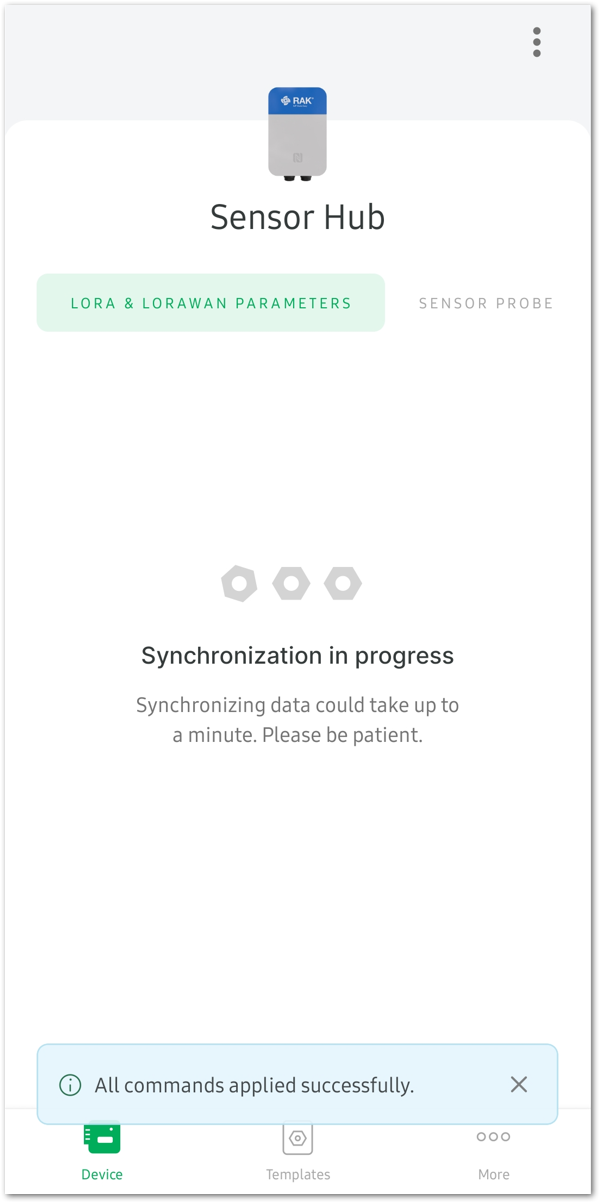 RAK
Sensor Hub
LORA & LORAWAN PARAMETERS
SENSOR PROBE
Synchronization in progress
Synchronizing data could take up to
a minute. Please be patient.
All commands applied successfully.
Device
Templates
More